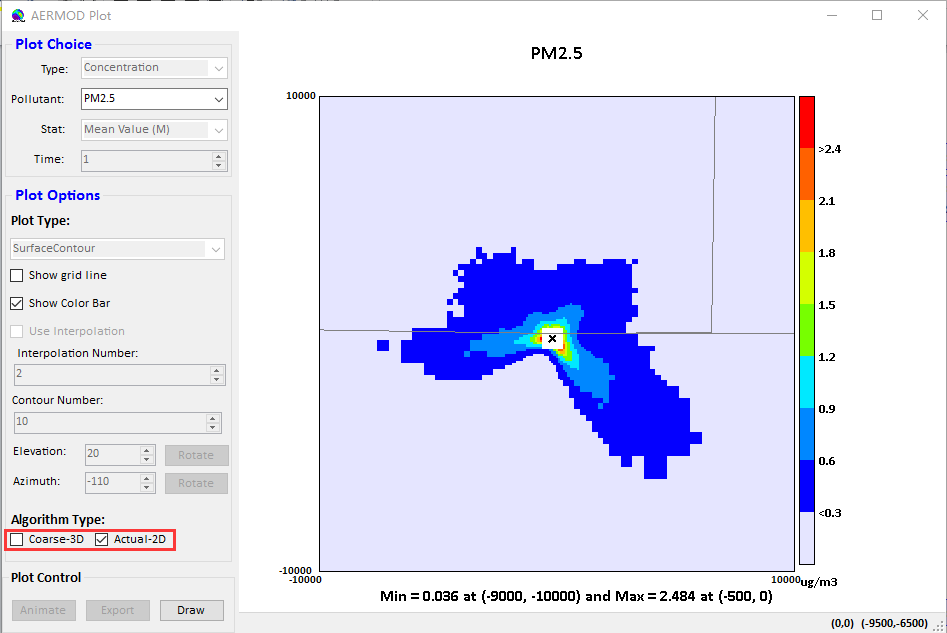 AERMOD Plot
Plot Choice
Type: Concentration
Pollutant: PM2.5
Stat: Mean Value (M)
Time: 1
Plot Options
Plot Type:
SurfaceContour
Show grid line
Show Color Bar
Use Interpolation
Interpolation Number:
2
Contour Number:
10
Elevation: 20 Rotate
Azimuth: -110 Rotate
Algorithm Type:
Coarse-3D Actual-2D
Plot Control
Animate Export Draw
PM2.5
10000
-10000
-10000 10000
>2.4
2.1
1.8
1.5
1.2
0.9
0.6
<0.3
ug/m3
Min = 0.036 at (-9000, -10000) and Max = 2.484 at (-500, 0)
(0,0) (-9500,-6500)